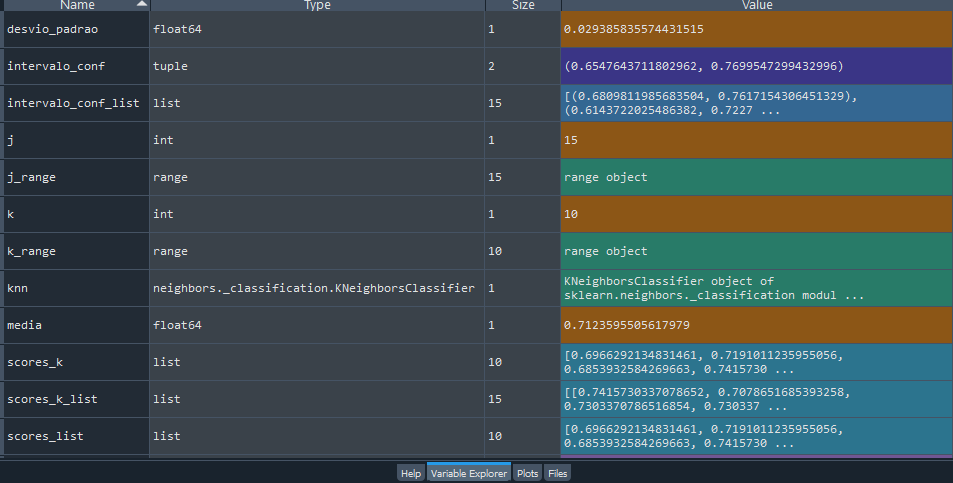 Name Type Size Value
desvio_padrao float64 1 0.029385835574431515
intervalo_conf tuple 2 (0.6547643711802962, 0.7699547299432996)
intervalo_conf_list list 15 [(0.6809811985683504, 0.7617154306451329),
(0.6143722025486382, 0.7227 ...
j int 1 15
j_range range 15 range object
k int 1 10
k_range range 10 range object
knn neighbors._classification.KNeighborsClassifier 1 KNeighborsClassifier object of
sklearn.neighbors._classification modul ...
media float64 1 0.7123595505617979
scores_k list 10 [0.6966292134831461, 0.7191011235955056,
0.6853932584269663, 0.7415730 ...
scores_k_list list 15 [[0.7415730337078652, 0.7078651685393258,
0.7303370786516854, 0.730337 ...
scores_list list 10 [0.6966292134831461, 0.7191011235955056,
0.6853932584269663, 0.7415730 ...
Help Variable Explorer Plots Files